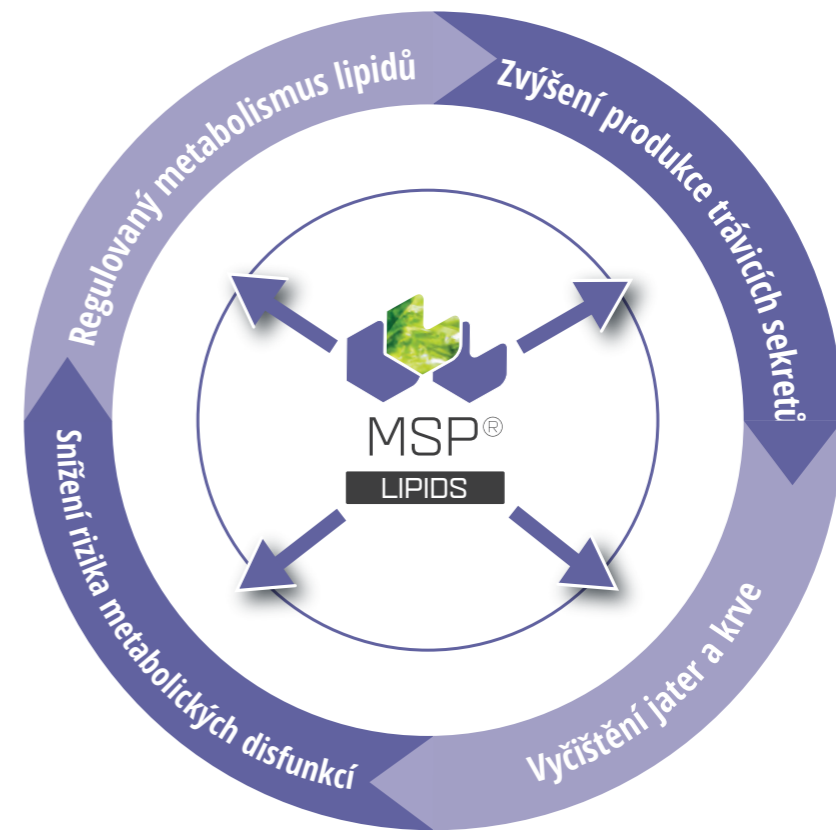 Regulovaný metabolismus lipidů
Zvýšení produkce trávicích sekretů
Vyčištění jater a krve
Snížení rizika metabolických disfunkcí
MSP®
LIPIDS